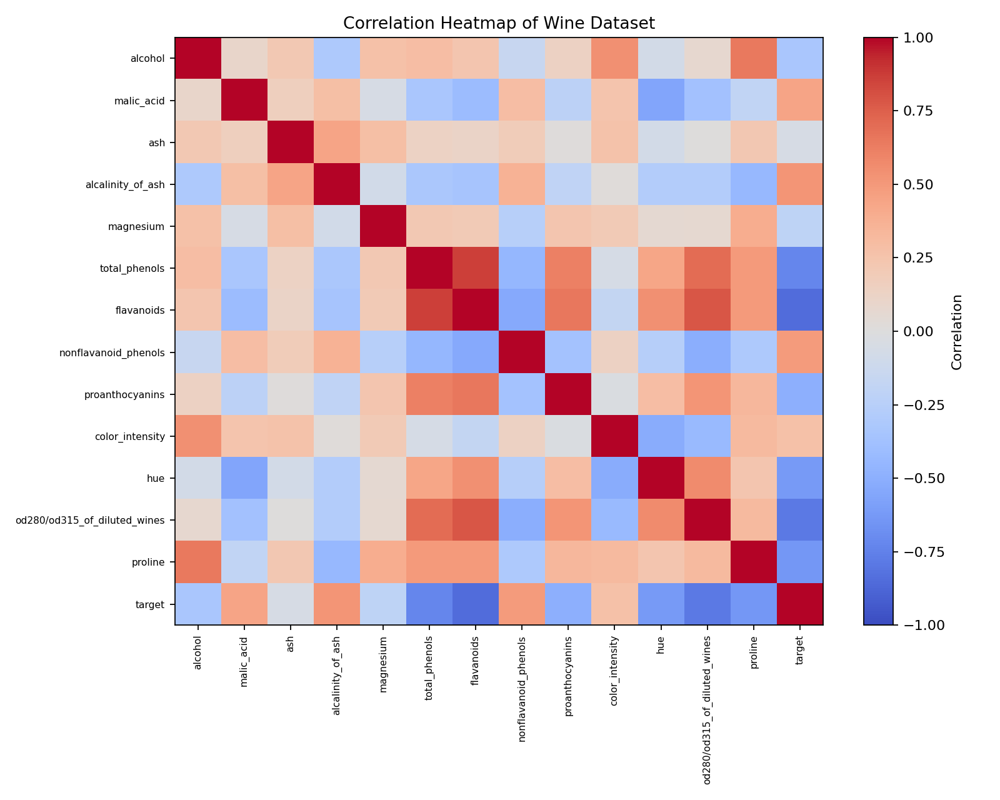 Correlation Heatmap of Wine Dataset
alcohol
malic_acid
ash
alcalinity_of_ash
magnesium
total_phenols
flavanoids
nonflavanoid_phenols
proanthocyanins
color_intensity
hue
od280/od315_of_diluted_wines
proline
target
alcohol
malic_acid
ash
alcalinity_of_ash
magnesium
total_phenols
flavanoids
nonflavanoid_phenols
proanthocyanins
color_intensity
hue
od280/od315_of_diluted_wines
proline
target
1.00
0.75
0.50
0.25
0.00
−0.25
−0.50
−0.75
−1.00
Correlation